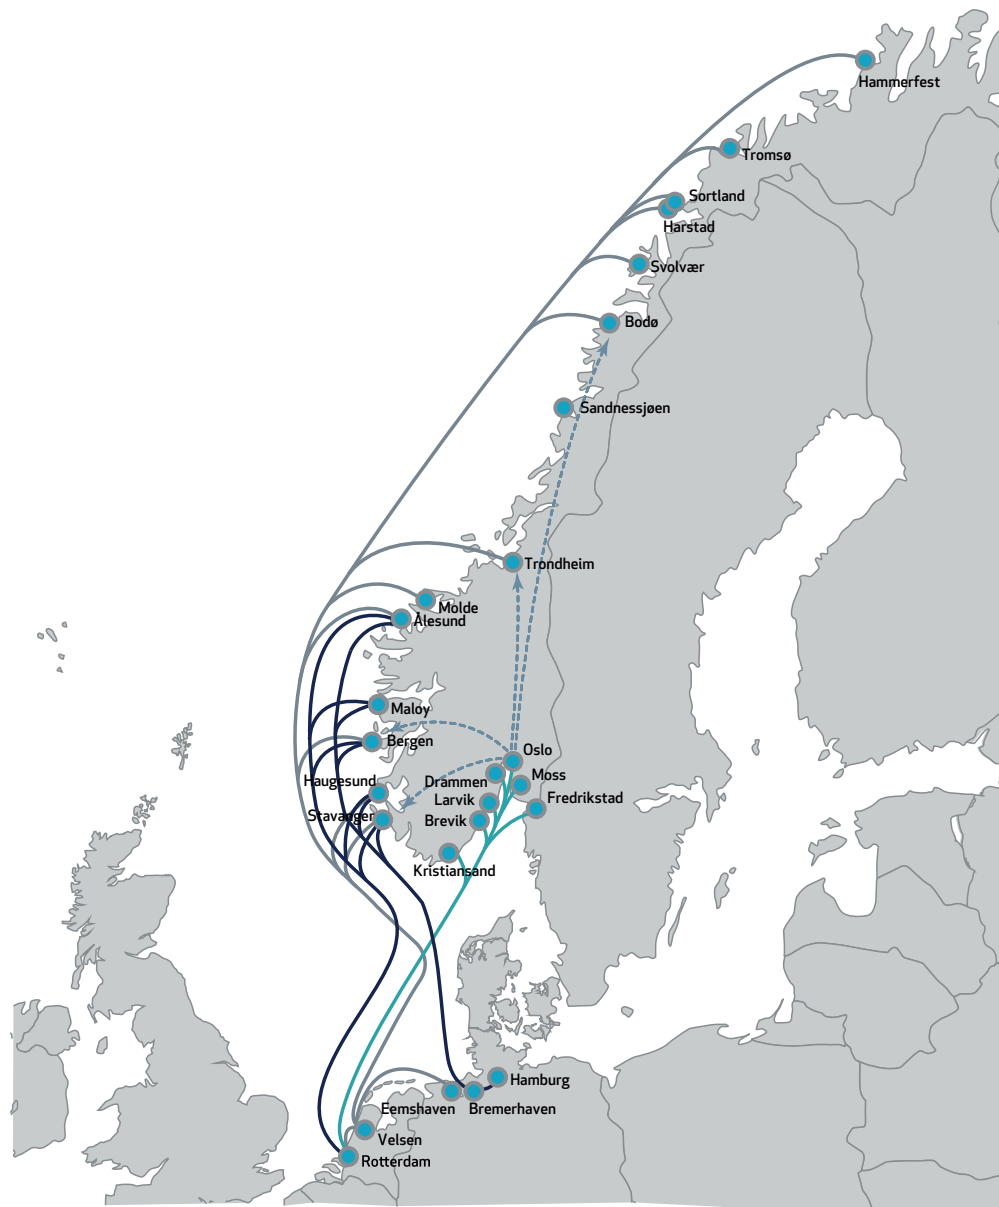 Hammerfest
Tromsø
Sortland
Harstad
Svolvær
Bodø
Sandnessjøen
Trondheim
Molde
Ålesund
Maloy
Bergen
Oslo
Haugesund
Drammen
Moss
Larvik
Fredrikstad
Stavanger
Brevik
Kristiansand
Hamburg
Eemshaven
Bremerhaven
Velsen
Rotterdam